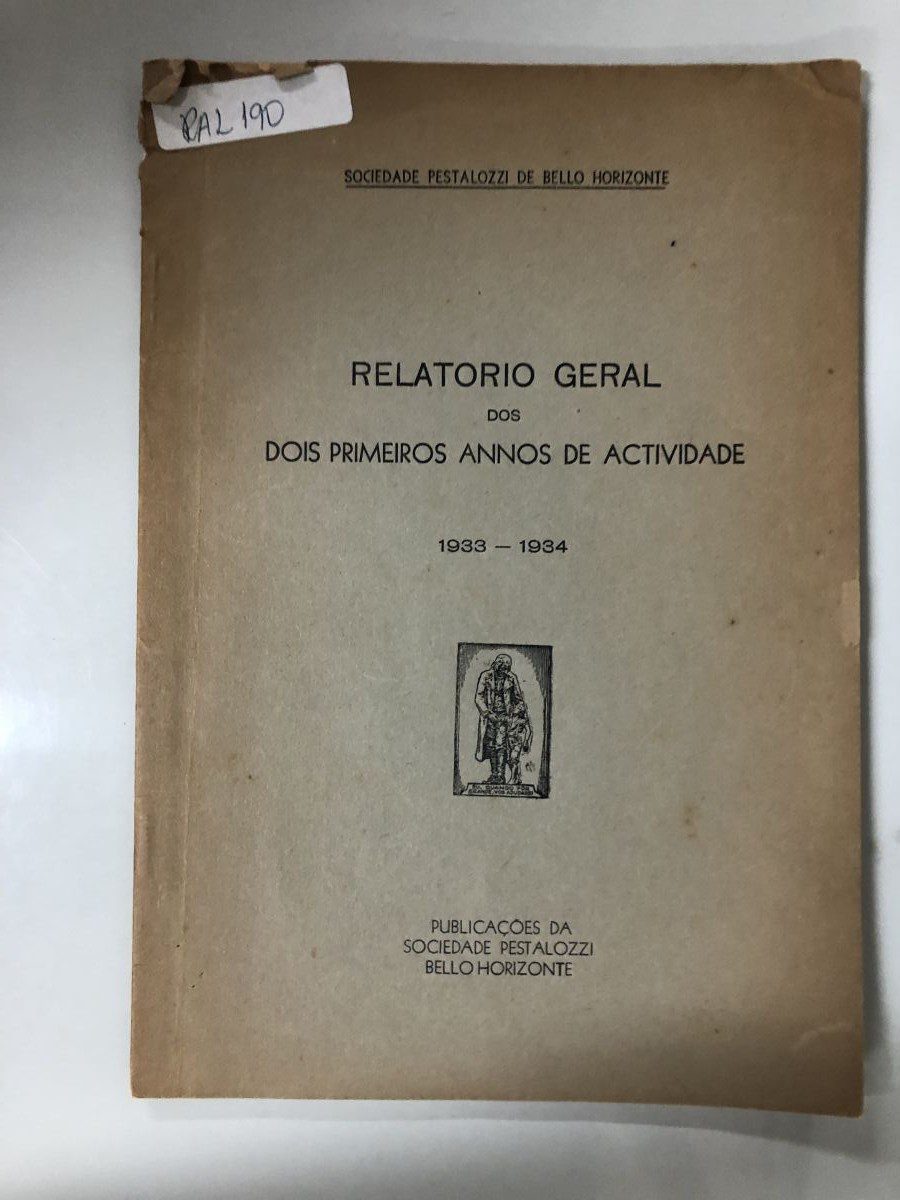 RAL 190
SOCIEDADE PESTALOZZI DE BELLO HORIZONTE
RELATORIO GERAL
DOS
DOIS PRIMEIROS ANNOS DE ACTIVIDADE
1933 — 1934
PUBLICAÇÕES DA
SOCIEDADE PESTALOZZI
BELLO HORIZONTE